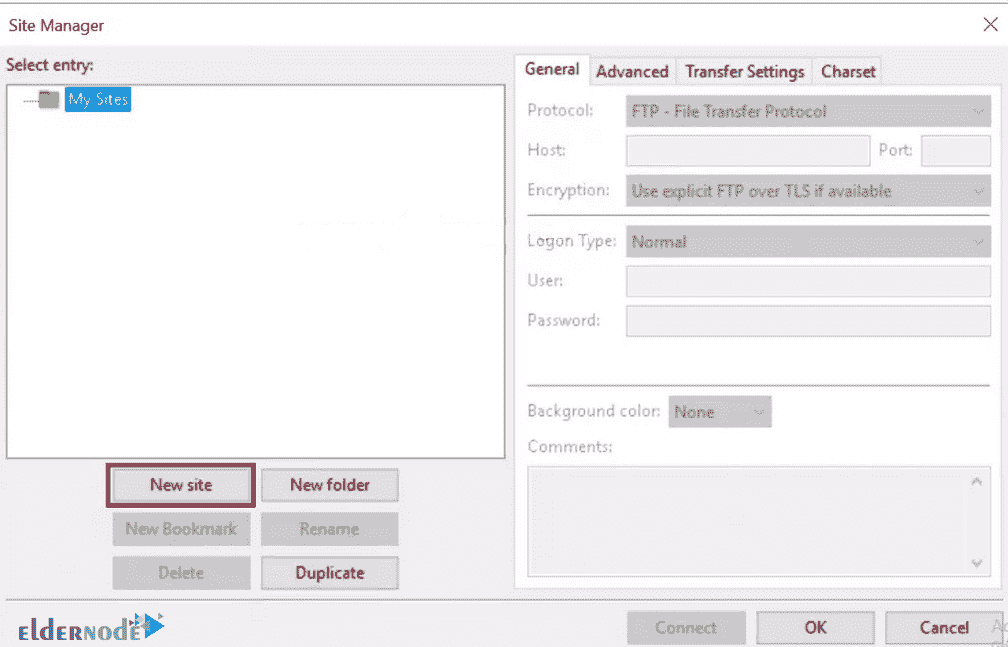 Site Manager
Select entry:
My Sites
New site
New folder
New Bookmark
Rename
Delete
Duplicate
General
Advanced
Transfer Settings
Charset
Protocol:
FTP - File Transfer Protocol
Host:
Port:
Encryption:
Use explicit FTP over TLS if available
Logon Type:
Normal
User:
Password:
Background color:
None
Comments:
ELDERNODE
Connect
OK
Cancel